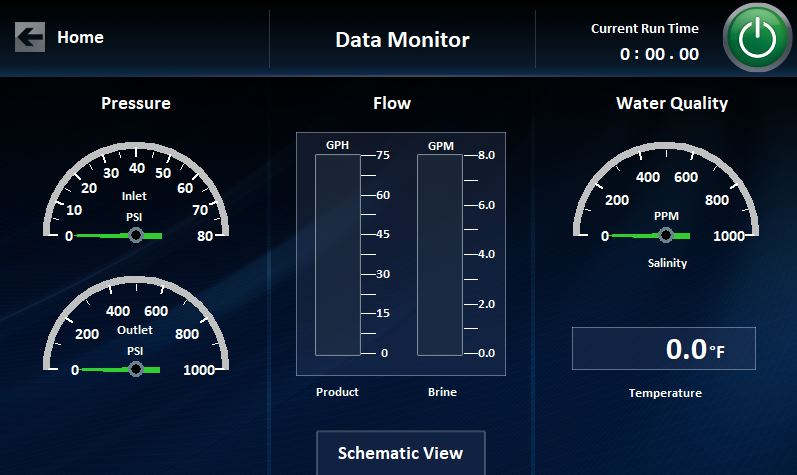 Home
Data Monitor
Current Run Time
0 : 00 . 00
Pressure
Flow
Water Quality
0 10 20 30 40 50 60 70 80
Inlet
PSI
0 200 400 600 800 1000
Outlet
PSI
GPH
75
60
45
30
15
0
Product
GPM
8.0
6.0
4.0
2.0
0.0
Brine
0 200 400 600 800 1000
PPM
Salinity
0.0 °F
Temperature
Schematic View